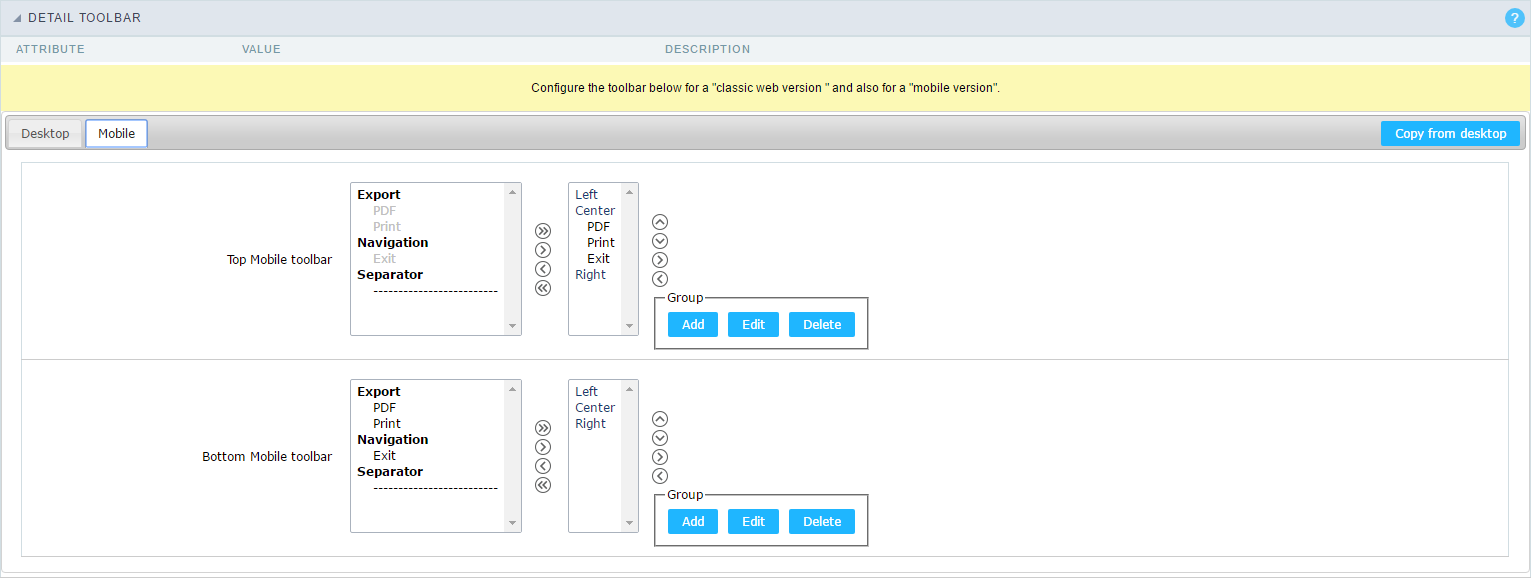 DETAIL TOOLBAR
?
ATTRIBUTE VALUE DESCRIPTION
Configure the toolbar below for a "classic web version " and also for a "mobile version".
Desktop Mobile Copy from desktop
Top Mobile toolbar
Export
PDF
Print
Navigation
Exit
Separator
-------------------------
Left
Center
PDF
Print
Exit
Right
Group
Add Edit Delete
Bottom Mobile toolbar
Export
PDF
Print
Navigation
Exit
Separator
-------------------------
Left
Center
Right
Group
Add Edit Delete